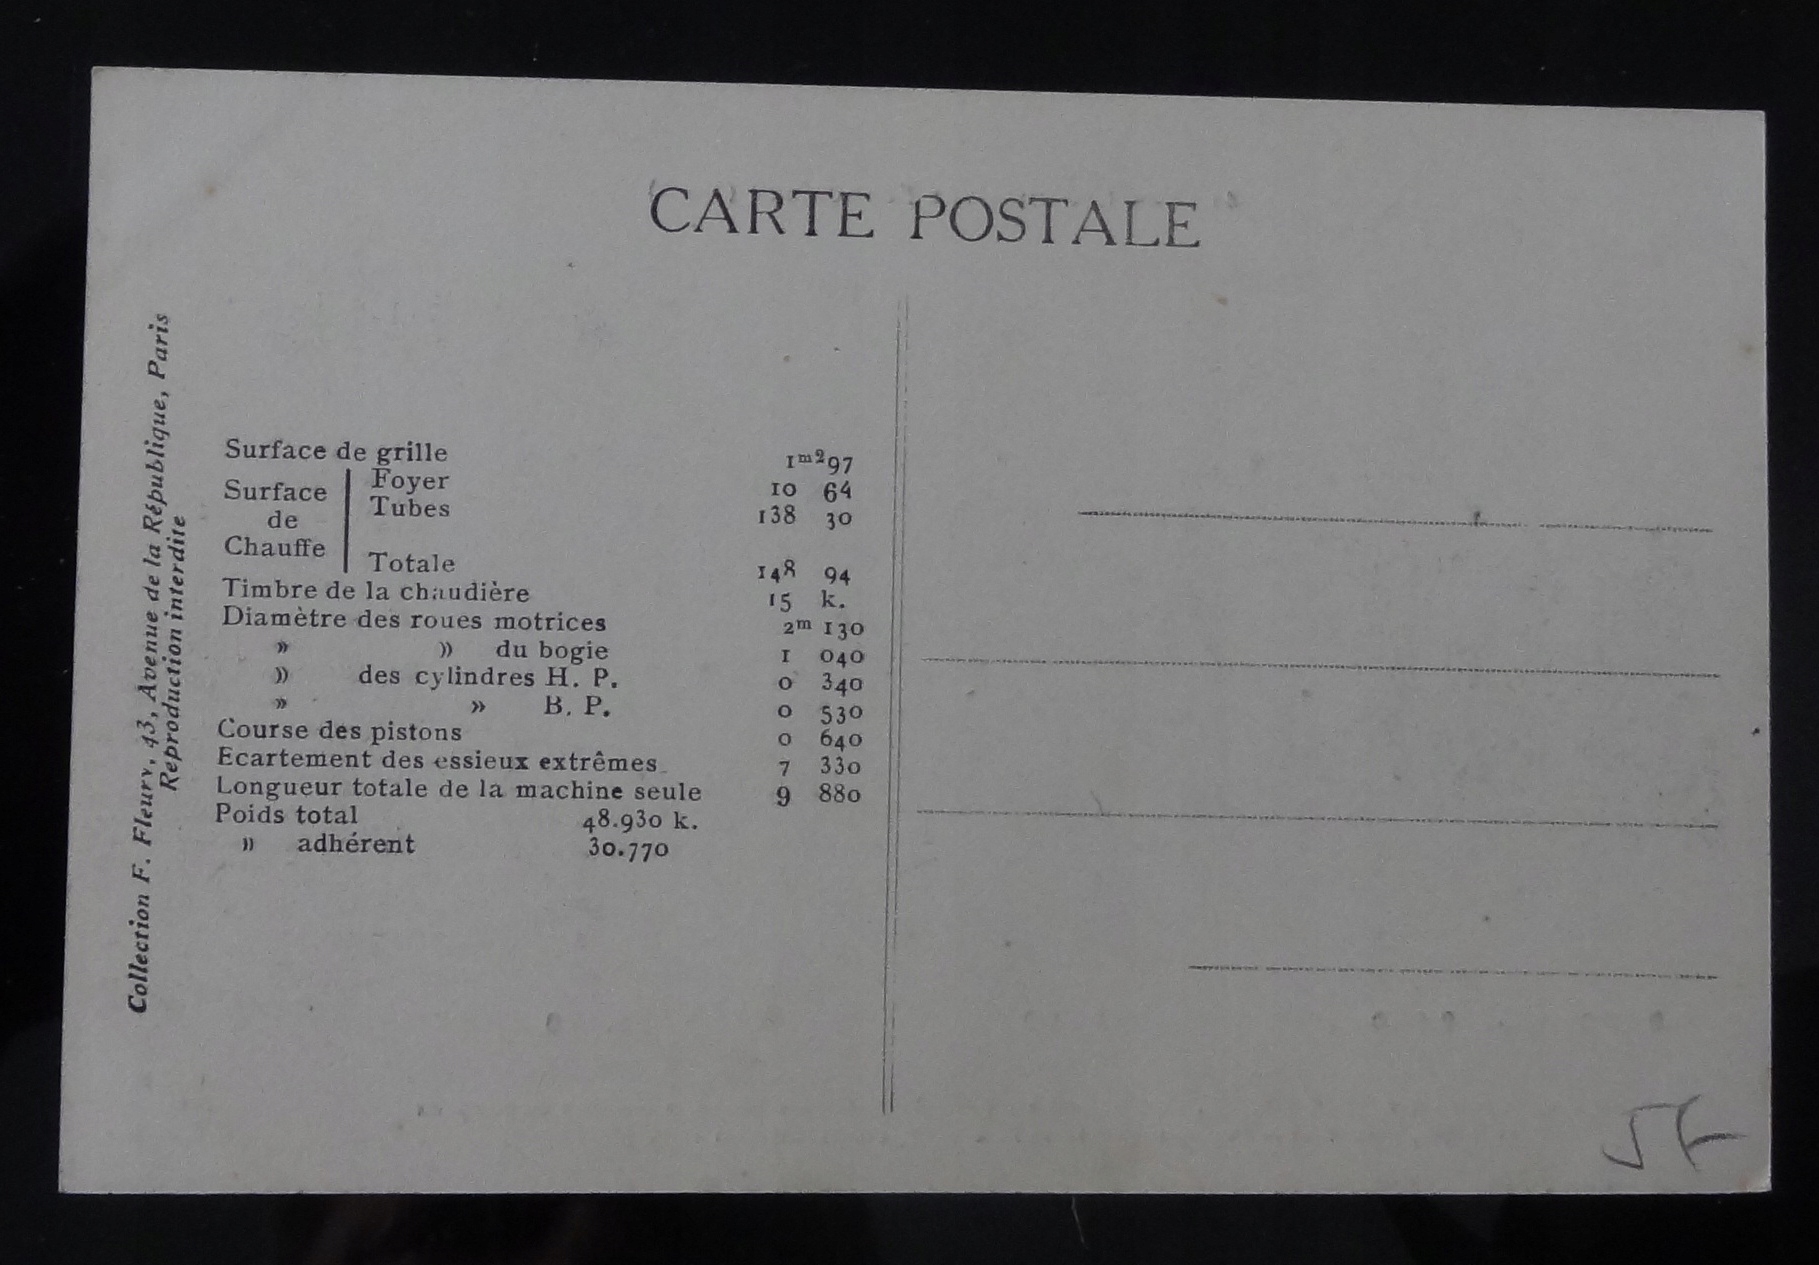 CARTE POSTALE
Collection F. Fleury, 43, Avenue de la République, Paris
Reproduction interdite
Surface de grille 1m²97
Surface de Chauffe Foyer 10 64
Tubes 138 30
Totale 148 94
Timbre de la chaudière 15 k.
Diamètre des roues motrices 2m 130
» » du bogie 1 040
» des cylindres H. P. 0 340
» » B. P. 0 530
Course des pistons 0 640
Ecartement des essieux extrêmes 7 330
Longueur totale de la machine seule 9 880
Poids total 48.930 k.
» adhérent 30.770
5F